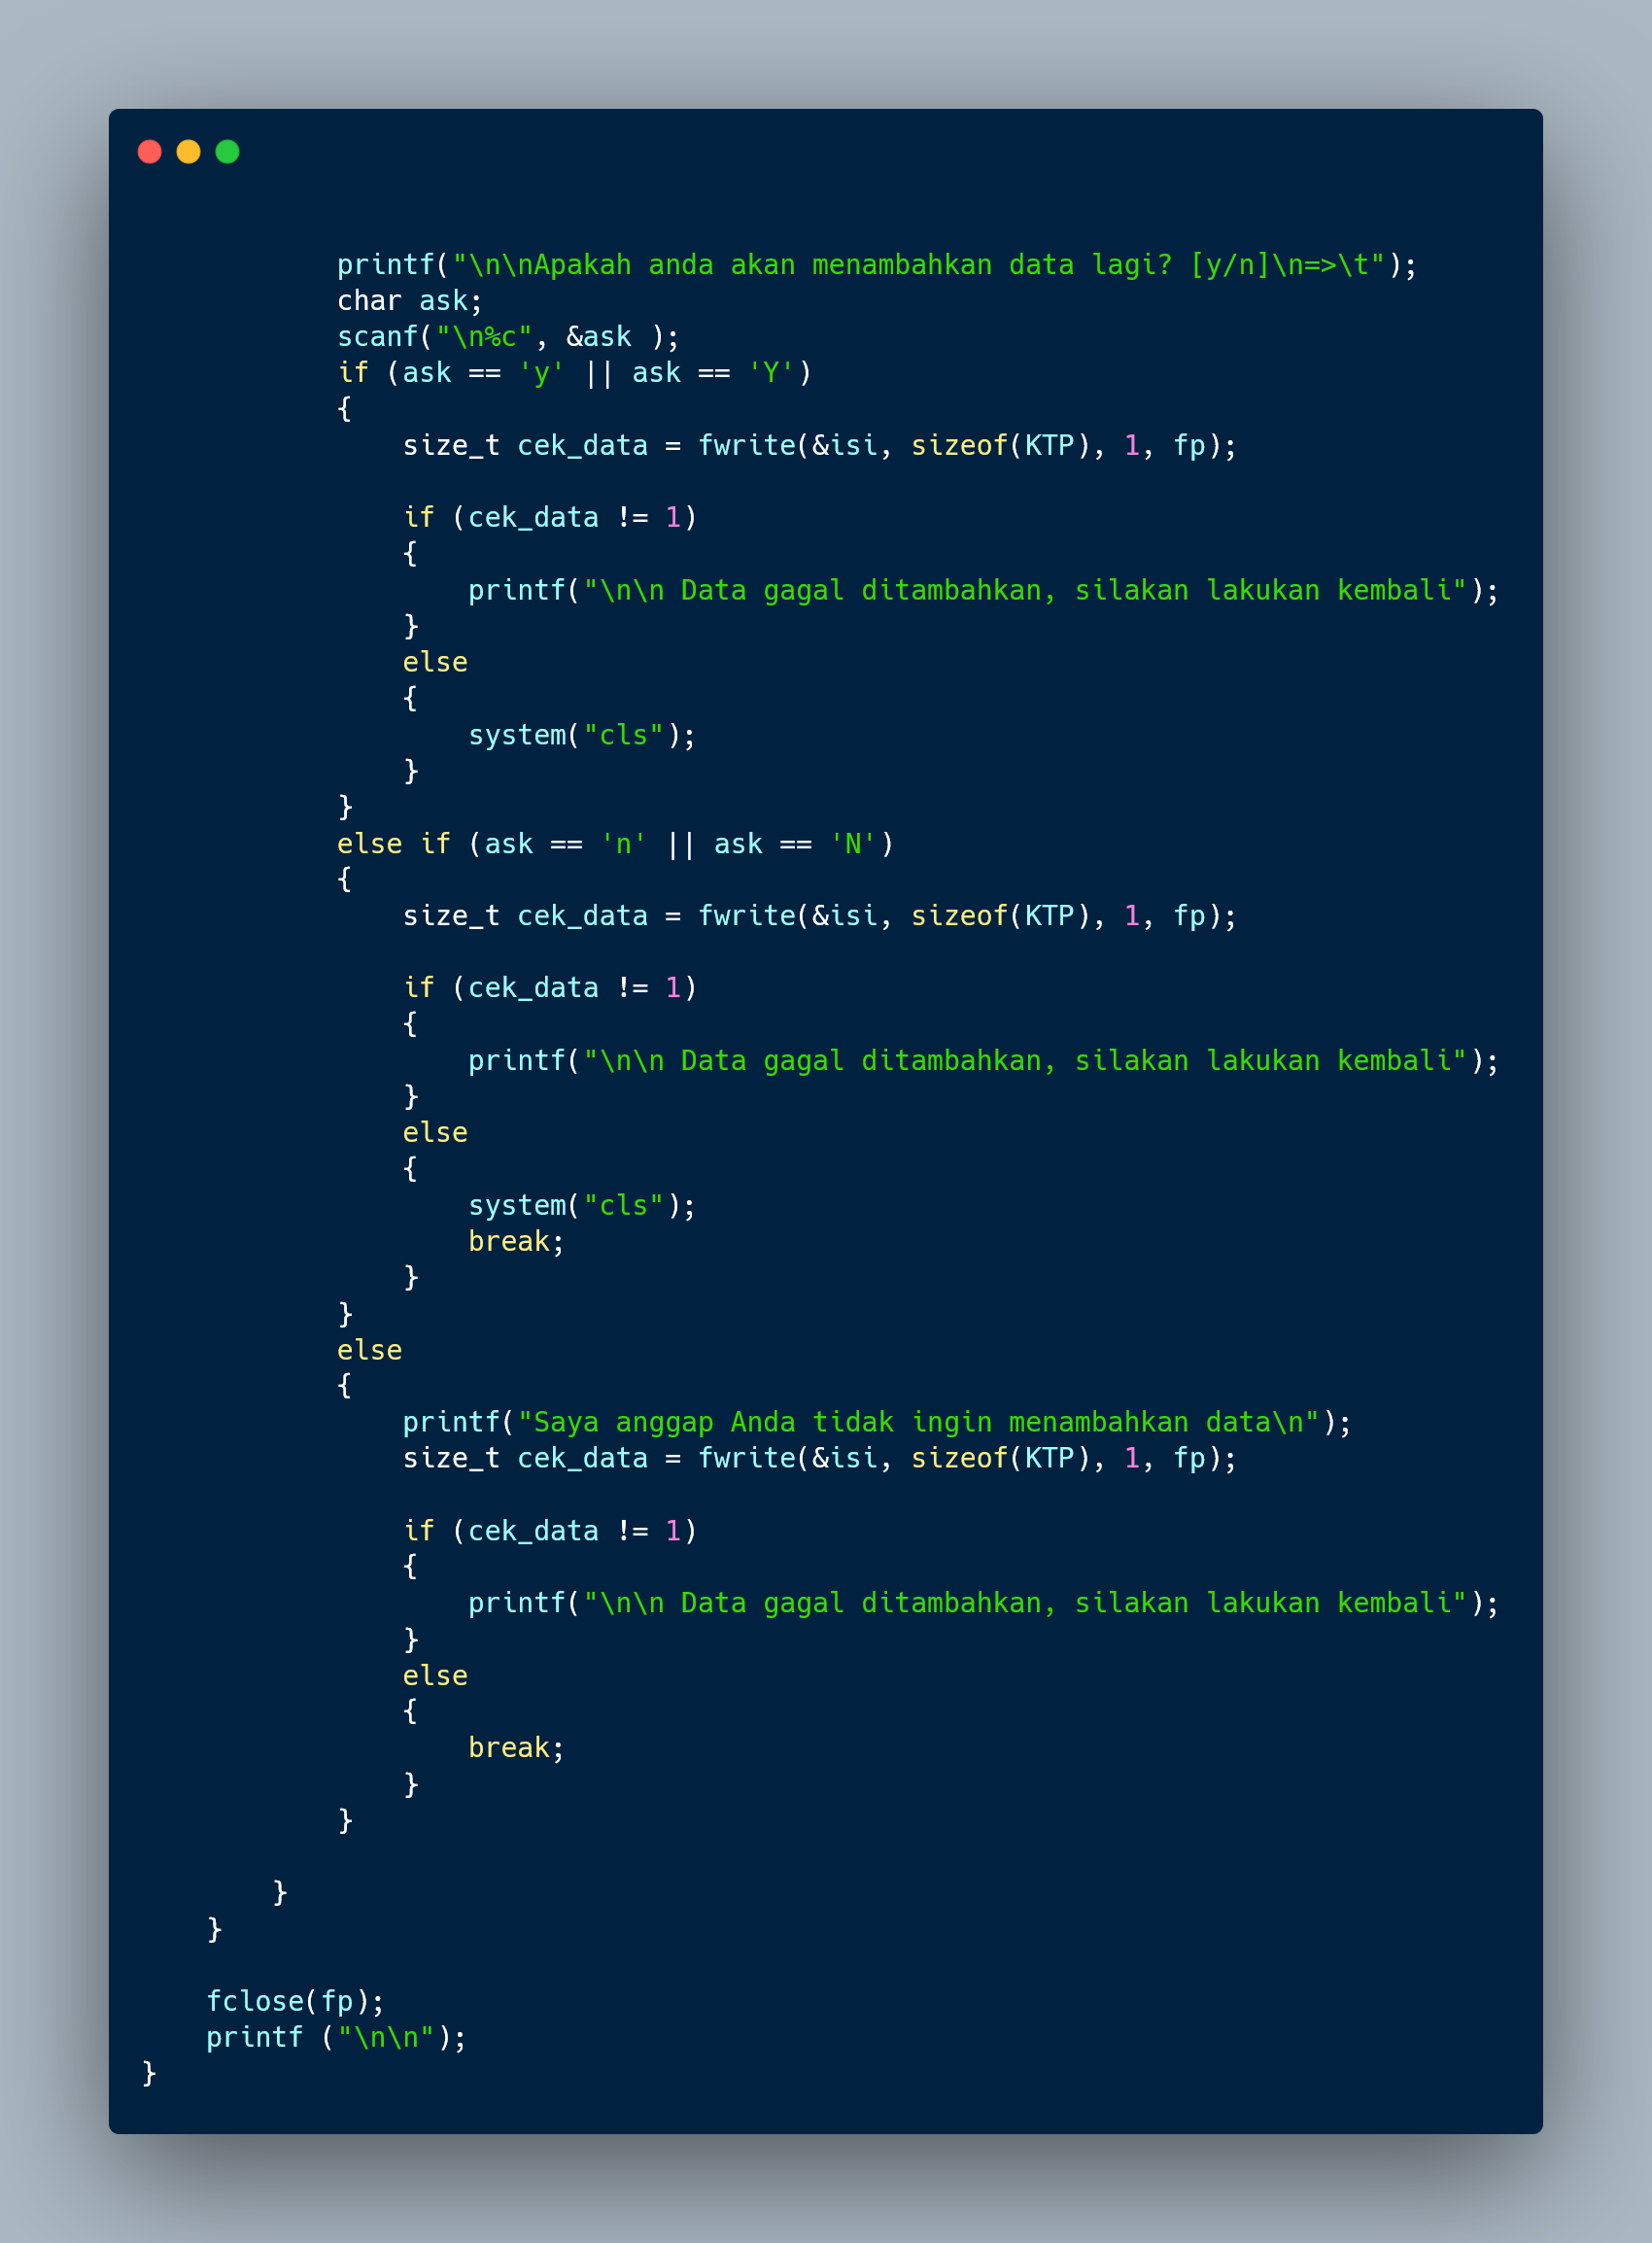 printf("\n\nApakah anda akan menambahkan data lagi? [y/n]\n=>\t");
char ask;
scanf("\n%c", &ask );
if (ask == 'y' || ask == 'Y')
{
size_t cek_data = fwrite(&isi, sizeof(KTP), 1, fp);
if (cek_data != 1)
{
printf("\n\n Data gagal ditambahkan, silakan lakukan kembali");
}
else
{
system("cls");
}
}
else if (ask == 'n' || ask == 'N')
{
size_t cek_data = fwrite(&isi, sizeof(KTP), 1, fp);
if (cek_data != 1)
{
printf("\n\n Data gagal ditambahkan, silakan lakukan kembali");
}
else
{
system("cls");
break;
}
}
else
{
printf("Saya anggap Anda tidak ingin menambahkan data\n");
size_t cek_data = fwrite(&isi, sizeof(KTP), 1, fp);
if (cek_data != 1)
{
printf("\n\n Data gagal ditambahkan, silakan lakukan kembali");
}
else
{
break;
}
}
}
}
fclose(fp);
printf ("\n\n");
}